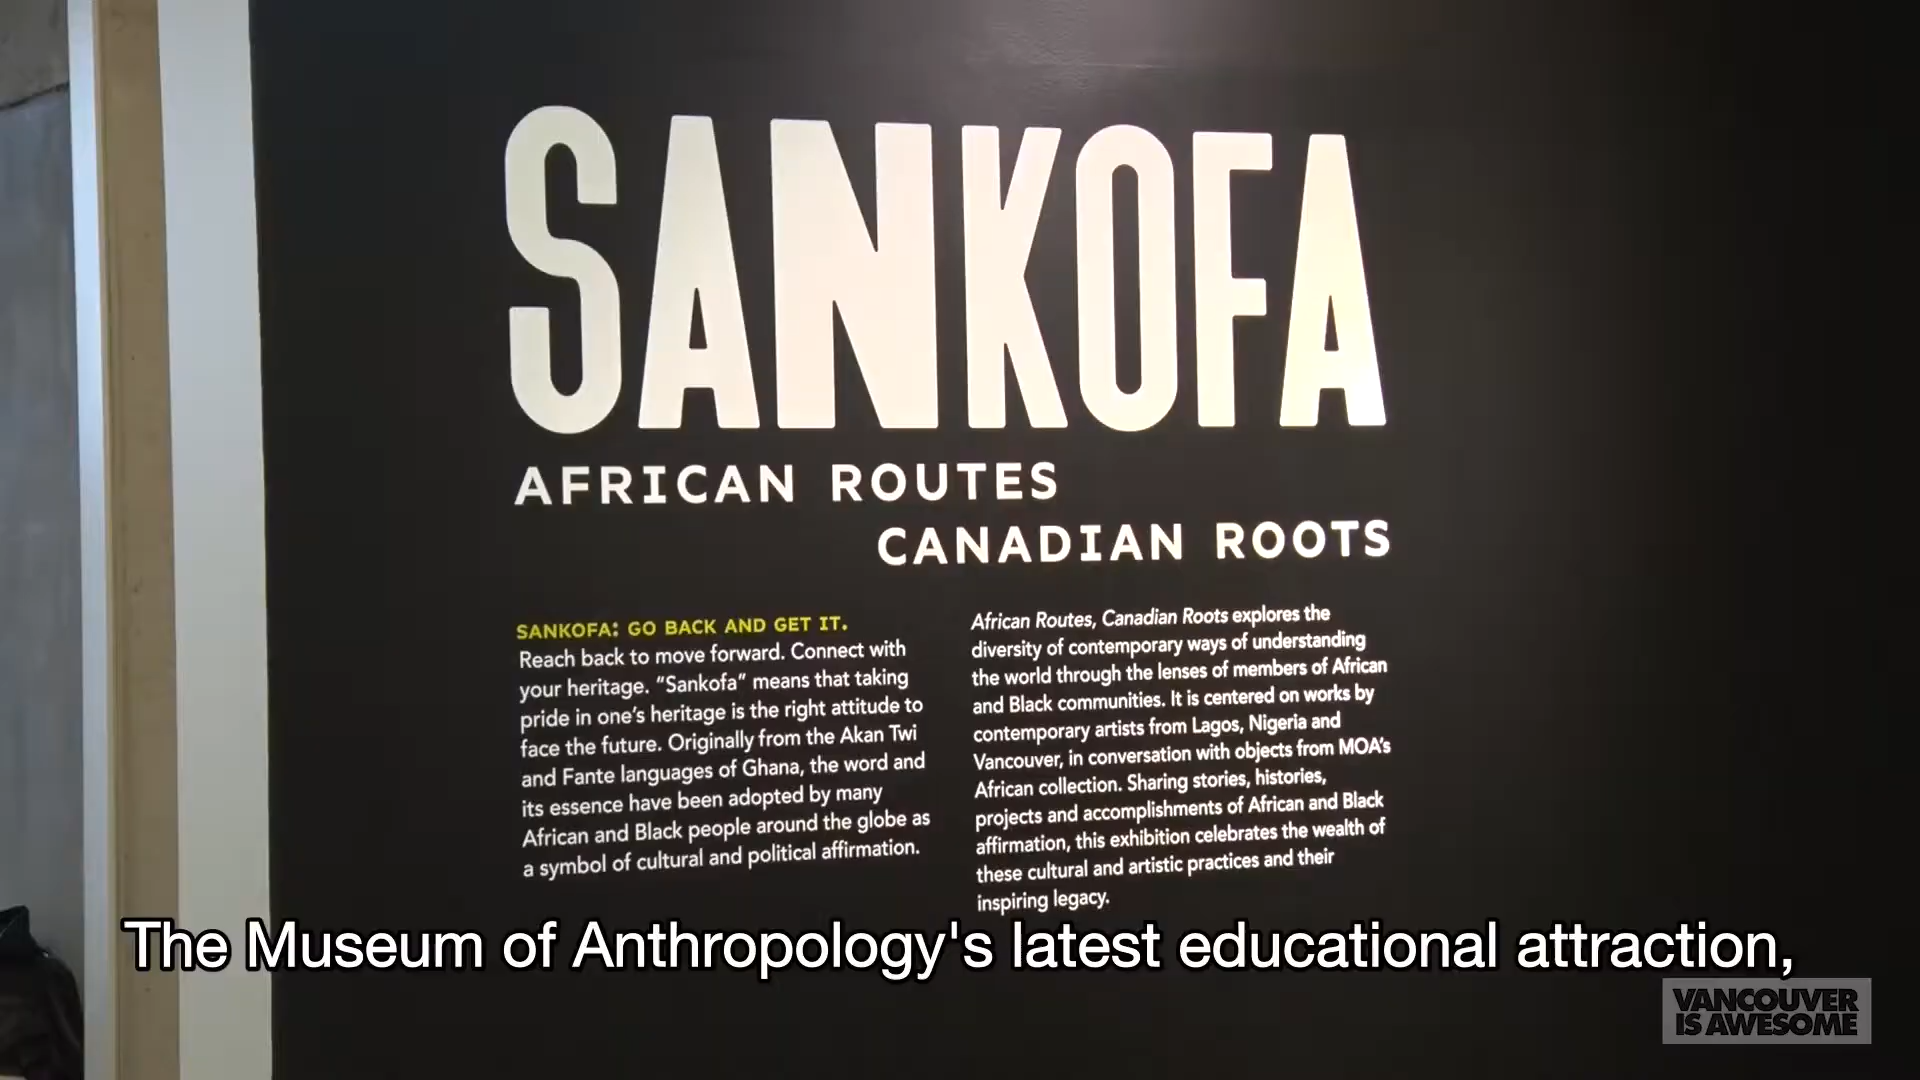 SANKOFA
AFRICAN ROUTES
CANADIAN ROOTS
SANKOFA: GO BACK AND GET IT.
Reach back to move forward. Connect with
your heritage. “Sankofa” means that taking
pride in one’s heritage is the right attitude to
face the future. Originally from the Akan Twi
and Fante languages of Ghana, the word and
its essence have been adopted by many
African and Black people around the globe as
a symbol of cultural and political affirmation.
African Routes, Canadian Roots explores the
diversity of contemporary ways of understanding
the world through the lenses of members of African
and Black communities. It is centered on works by
contemporary artists from Lagos, Nigeria and
Vancouver, in conversation with objects from MOA’s
African collection. Sharing stories, histories,
projects and accomplishments of African and Black
affirmation, this exhibition celebrates the wealth of
these cultural and artistic practices and their
inspiring legacy.
The Museum of Anthropology's latest educational attraction,
VANCOUVER
IS AWESOME